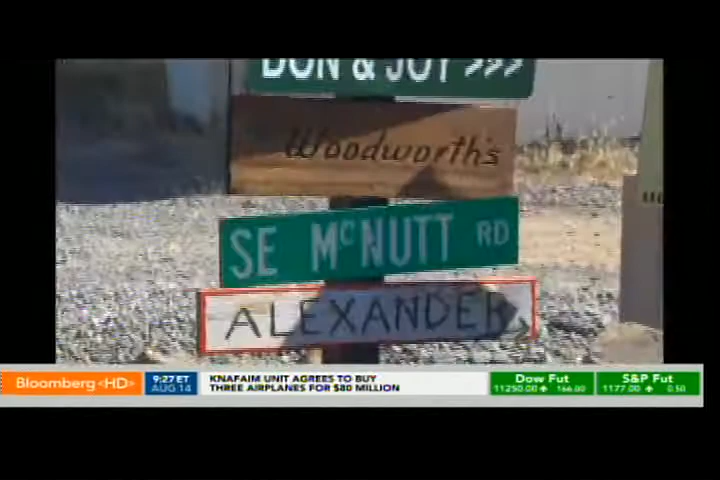 DON & JOY >>>
Woodworth's
SE McNUTT RD
ALEXANDER
Bloomberg <HD>
9:27 ET
AUG 14
KNAFAIM UNIT AGREES TO BUY
THREE AIRPLANES FOR $80 MILLION
Dow Fut
11250.00 166.00
S&P Fut
1177.00 0.50